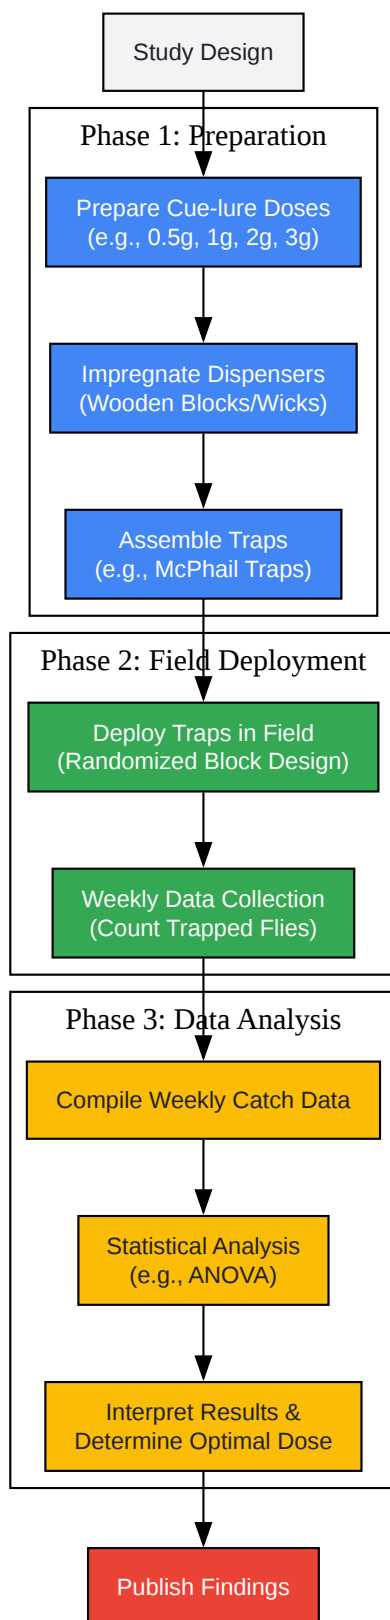 Study Design
Phase 1: Preparation
Prepare Cue-lure Doses
(e.g., 0.5g, 1g, 2g, 3g)
Impregnate Dispensers
(Wooden Blocks/Wicks)
Assemble Traps
(e.g., McPhail Traps)
Phase 2: Field Deployment
Deploy Traps in Field
(Randomized Block Design)
Weekly Data Collection
(Count Trapped Flies)
Phase 3: Data Analysis
Compile Weekly Catch Data
Statistical Analysis
(e.g., ANOVA)
Interpret Results &
Determine Optimal Dose
Publish Findings